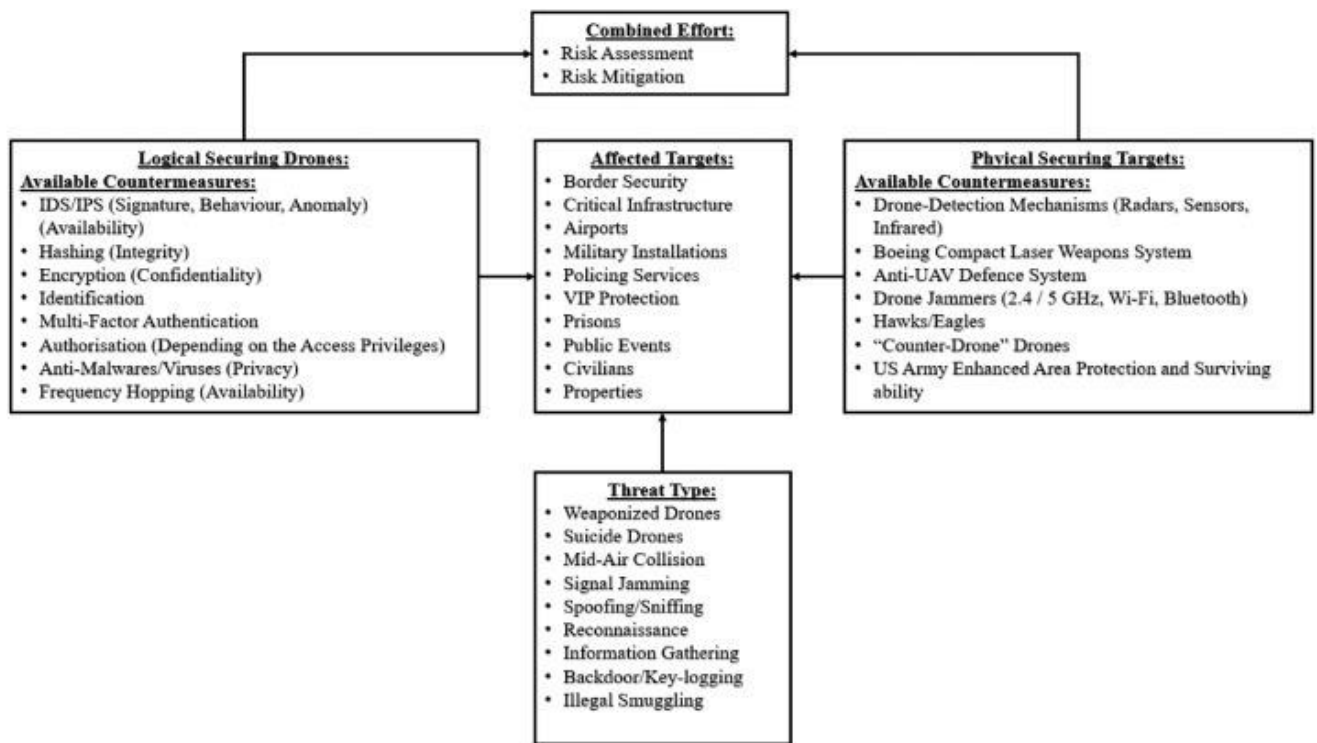 Combined Effort:
• Risk Assessment
• Risk Mitigation
Logical Securing Drones:
Available Countermeasures:
• IDS/IPS (Signature, Behaviour, Anomaly)
(Availability)
• Hashing (Integrity)
• Encryption (Confidentiality)
• Identification
• Multi-Factor Authentication
• Authorisation (Depending on the Access Privileges)
• Anti-Malwares/Viruses (Privacy)
• Frequency Hopping (Availability)
Affected Targets:
• Border Security
• Critical Infrastructure
• Airports
• Military Installations
• Policing Services
• VIP Protection
• Prisons
• Public Events
• Civilians
• Properties
Phyical Securing Targets:
Available Countermeasures:
• Drone-Detection Mechanisms (Radars, Sensors,
Infrared)
• Boeing Compact Laser Weapons System
• Anti-UAV Defence System
• Drone Jammers (2.4 / 5 GHz, Wi-Fi, Bluetooth)
• Hawks/Eagles
• “Counter-Drone” Drones
• US Army Enhanced Area Protection and Surviving
ability
Threat Type:
• Weaponized Drones
• Suicide Drones
• Mid-Air Collision
• Signal Jamming
• Spoofing/Sniffing
• Reconnaissance
• Information Gathering
• Backdoor/Key-logging
• Illegal Smuggling